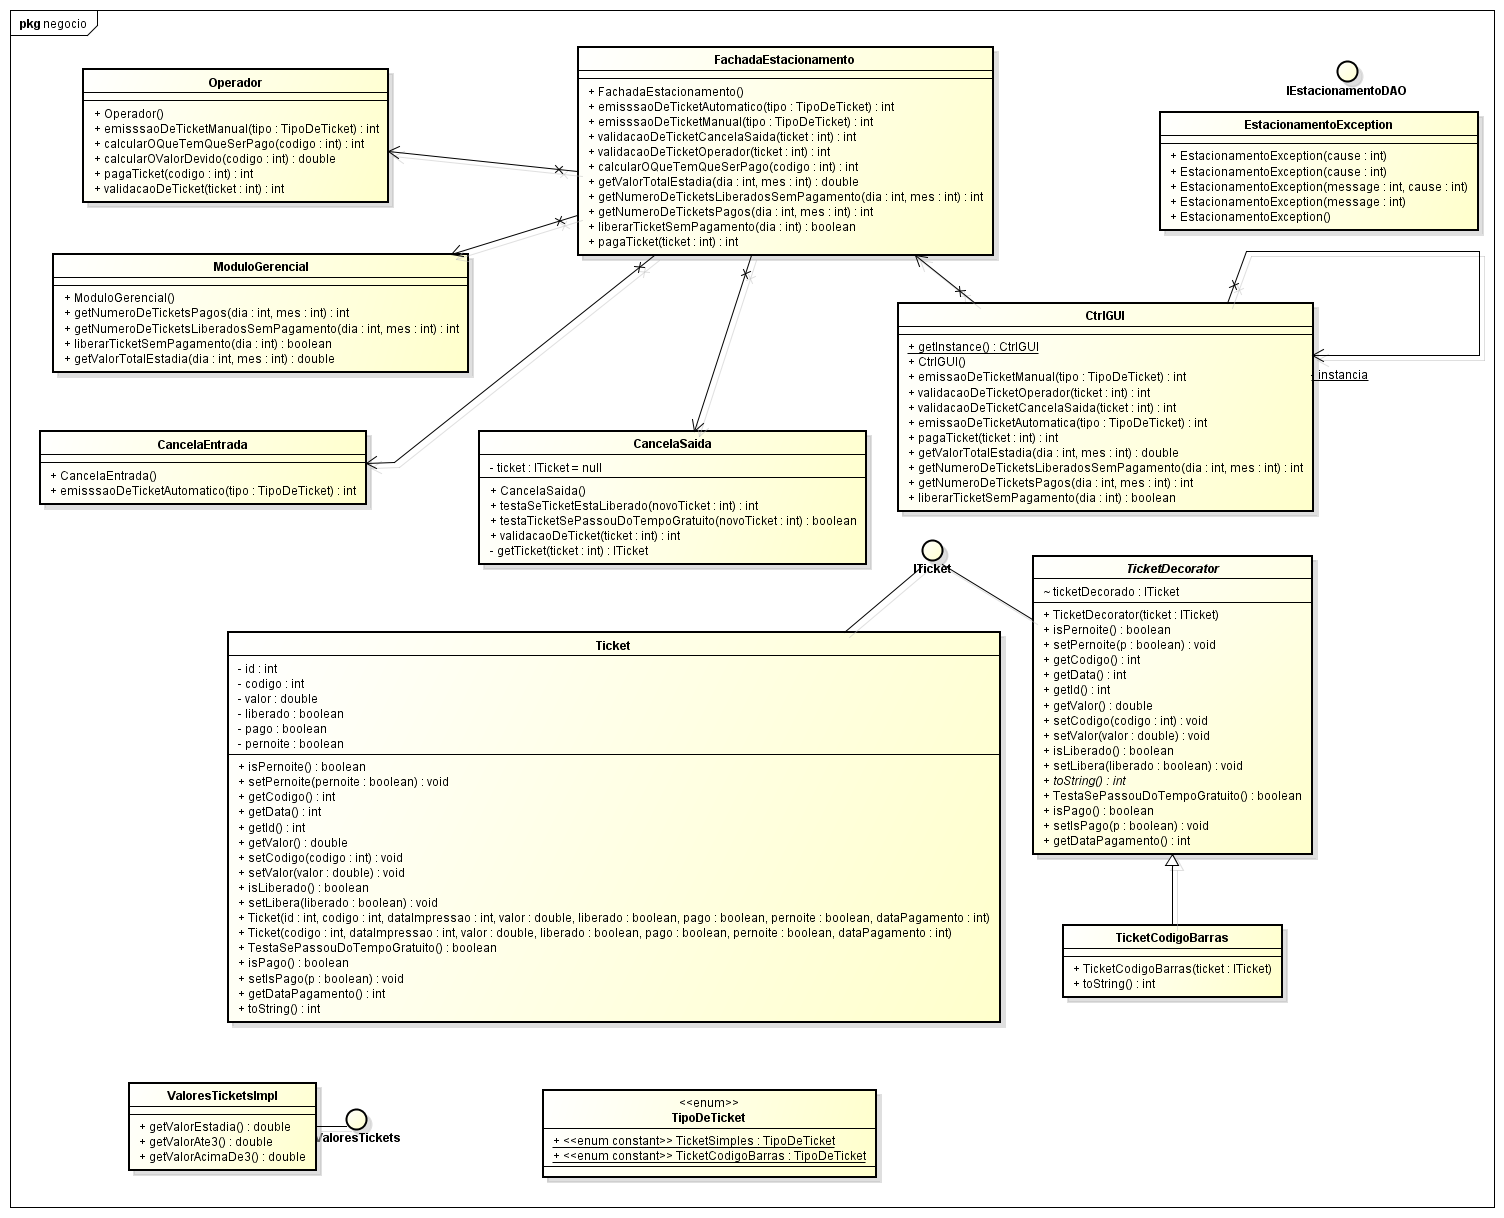 pkg negocio
Operador
+ Operador()
+ emisssaoDeTicketManual(tipo : TipoDeTicket) : int
+ calcularOQueTemQueSerPago(codigo : int) : int
+ calcularOValorDevido(codigo : int) : double
+ pagaTicket(codigo : int) : int
+ validacaoDeTicket(ticket : int) : int
FachadaEstacionamento
+ FachadaEstacionamento()
+ emisssaoDeTicketAutomatico(tipo : TipoDeTicket) : int
+ emisssaoDeTicketManual(tipo : TipoDeTicket) : int
+ validacaoDeTicketCancelaSaida(ticket : int) : int
+ validacaoDeTicketOperador(ticket : int) : int
+ calcularOQueTemQueSerPago(codigo : int) : int
+ getValorTotalEstadia(dia : int, mes : int) : double
+ getNumeroDeTicketsLiberadosSemPagamento(dia : int, mes : int) : int
+ getNumeroDeTicketsPagos(dia : int, mes : int) : int
+ liberarTicketSemPagamento(dia : int) : boolean
+ pagaTicket(ticket : int) : int
IEstacionamentoDAO
EstacionamentoException
+ EstacionamentoException(cause : int)
+ EstacionamentoException(cause : int)
+ EstacionamentoException(message : int, cause : int)
+ EstacionamentoException(message : int)
+ EstacionamentoException()
ModuloGerencial
+ ModuloGerencial()
+ getNumeroDeTicketsPagos(dia : int, mes : int) : int
+ getNumeroDeTicketsLiberadosSemPagamento(dia : int, mes : int) : int
+ liberarTicketSemPagamento(dia : int) : boolean
+ getValorTotalEstadia(dia : int, mes : int) : double
CtrlGUI
+ getInstance() : CtrlGUI
+ CtrlGUI()
+ emissaoDeTicketManual(tipo : TipoDeTicket) : int
+ validacaoDeTicketOperador(ticket : int) : int
+ validacaoDeTicketCancelaSaida(ticket : int) : int
+ emissaoDeTicketAutomatica(tipo : TipoDeTicket) : int
+ pagaTicket(ticket : int) : int
+ getValorTotalEstadia(dia : int, mes : int) : double
+ getNumeroDeTicketsLiberadosSemPagamento(dia : int, mes : int) : int
+ getNumeroDeTicketsPagos(dia : int, mes : int) : int
+ liberarTicketSemPagamento(dia : int) : boolean
- instancia
CancelaEntrada
+ CancelaEntrada()
+ emisssaoDeTicketAutomatico(tipo : TipoDeTicket) : int
CancelaSaida
- ticket : ITicket = null
+ CancelaSaida()
+ testaSeTicketEstaLiberado(novoTicket : int) : int
+ testaTicketSePassouDoTempoGratuito(novoTicket : int) : boolean
+ validacaoDeTicket(ticket : int) : int
- getTicket(ticket : int) : ITicket
ITicket
TicketDecorator
~ ticketDecorado : ITicket
+ TicketDecorator(ticket : ITicket)
+ isPernoite() : boolean
+ setPernoite(p : boolean) : void
+ getCodigo() : int
+ getData() : int
+ getId() : int
+ getValor() : double
+ setCodigo(codigo : int) : void
+ setValor(valor : double) : void
+ isLiberado() : boolean
+ setLibera(liberado : boolean) : void
+ toString() : int
+ TestaSePassouDoTempoGratuito() : boolean
+ isPago() : boolean
+ setIsPago(p : boolean) : void
+ getDataPagamento() : int
Ticket
- id : int
- codigo : int
- valor : double
- liberado : boolean
- pago : boolean
- pernoite : boolean
+ isPernoite() : boolean
+ setPernoite(pernoite : boolean) : void
+ getCodigo() : int
+ getData() : int
+ getId() : int
+ getValor() : double
+ setCodigo(codigo : int) : void
+ setValor(valor : double) : void
+ isLiberado() : boolean
+ setLibera(liberado : boolean) : void
+ Ticket(id : int, codigo : int, dataImpressao : int, valor : double, liberado : boolean, pago : boolean, pernoite : boolean, dataPagamento : int)
+ Ticket(codigo : int, dataImpressao : int, valor : double, liberado : boolean, pago : boolean, pernoite : boolean, dataPagamento : int)
+ TestaSePassouDoTempoGratuito() : boolean
+ isPago() : boolean
+ setIsPago(p : boolean) : void
+ getDataPagamento() : int
+ toString() : int
TicketCodigoBarras
+ TicketCodigoBarras(ticket : ITicket)
+ toString() : int
ValoresTicketsImpl
+ getValorEstadia() : double
+ getValorAte3() : double
+ getValorAcimaDe3() : double
ValoresTickets
<<enum>>
TipoDeTicket
+ <<enum constant>> TicketSimples : TipoDeTicket
+ <<enum constant>> TicketCodigoBarras : TipoDeTicket